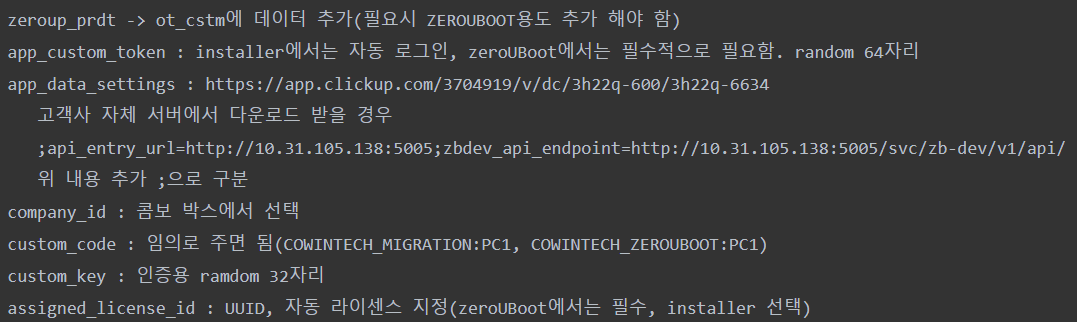 zeroup_prdt -> ot_cstm에 데이터 추가(필요시 ZEROUBOOT용도 추가 해야 함)
app_custom_token : installer에서는 자동 로그인, zeroUBoot에서는 필수적으로 필요함. random 64자리
app_data_settings : https://app.clickup.com/3704919/v/dc/3h22q-600/3h22q-6634
고객사 자체 서버에서 다운로드 받을 경우
;api_entry_url=http://10.31.105.138:5005;zbdev_api_endpoint=http://10.31.105.138:5005/svc/zb-dev/v1/api/
위 내용 추가 ;으로 구분
company_id : 콤보 박스에서 선택
custom_code : 임의로 주면 됨(COWINTECH_MIGRATION:PC1, COWINTECH_ZEROUBOOT:PC1)
custom_key : 인증용 ramdom 32자리
assigned_license_id : UUID, 자동 라이센스 지정(zeroUBoot에서는 필수, installer 선택)